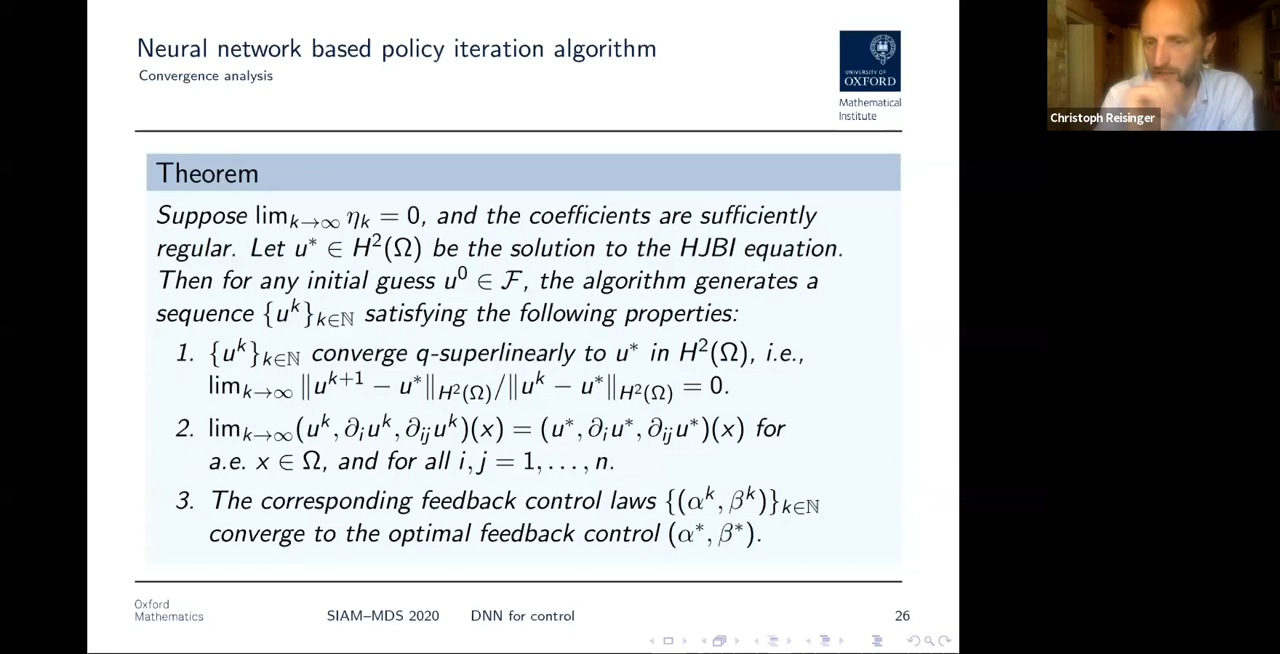 Neural network based policy iteration algorithm
Convergence analysis
UNIVERSITY OF
OXFORD
Mathematical
Institute
Christoph Reisinger
Theorem
Suppose lim_{k→∞} η_k = 0, and the coefficients are sufficiently
regular. Let u* ∈ H²(Ω) be the solution to the HJBI equation.
Then for any initial guess u⁰ ∈ 𝓕, the algorithm generates a
sequence {u^k}_{k∈ℕ} satisfying the following properties:
1. {u^k}_{k∈ℕ} converge q-superlinearly to u* in H²(Ω), i.e.,
lim_{k→∞} ‖u^{k+1} − u*‖_{H²(Ω)}/‖u^k − u*‖_{H²(Ω)} = 0.
2. lim_{k→∞}(u^k, ∂_i u^k, ∂_{ij} u^k)(x) = (u*, ∂_i u*, ∂_{ij} u*)(x) for
a.e. x ∈ Ω, and for all i, j = 1, . . . , n.
3. The corresponding feedback control laws {(α^k, β^k)}_{k∈ℕ}
converge to the optimal feedback control (α*, β*).
Oxford
Mathematics
SIAM–MDS 2020 DNN for control 26